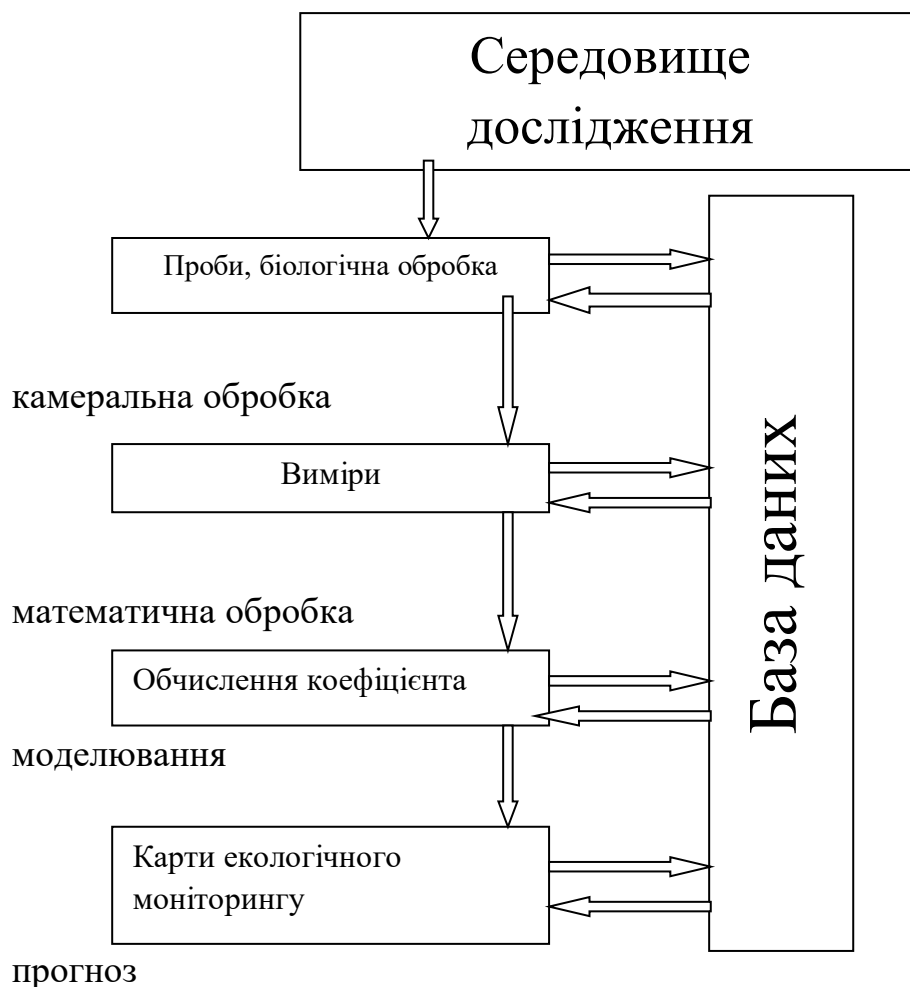 Середовище
дослідження
Проби, біологічна обробка
камеральна обробка
Виміри
математична обробка
Обчислення коефіцієнта
моделювання
Карти екологічного
моніторингу
прогноз
База даних